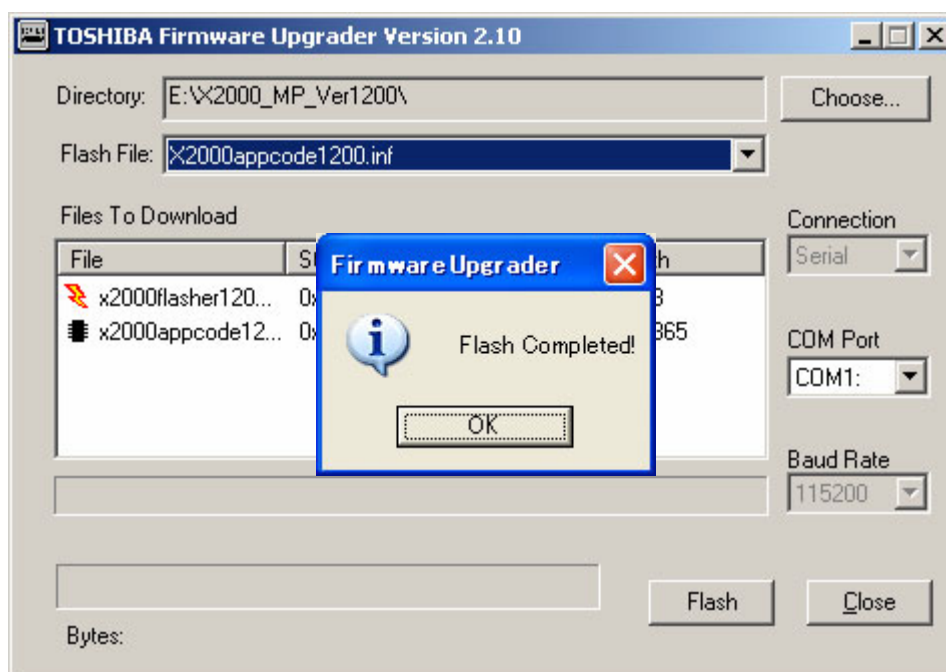 TOSHIBA Firmware Upgrader Version 2.10
Directory: E:\X2000_MP_Ver1200\ Choose...
Flash File: X2000appcode1200.inf
Files To Download
Connection
File
Serial
x2000flasher120...
x2000appcode12... 365
Firmware Upgrader
Flash Completed!
OK
COM Port
COM1:
Baud Rate
115200
Flash Close
Bytes: